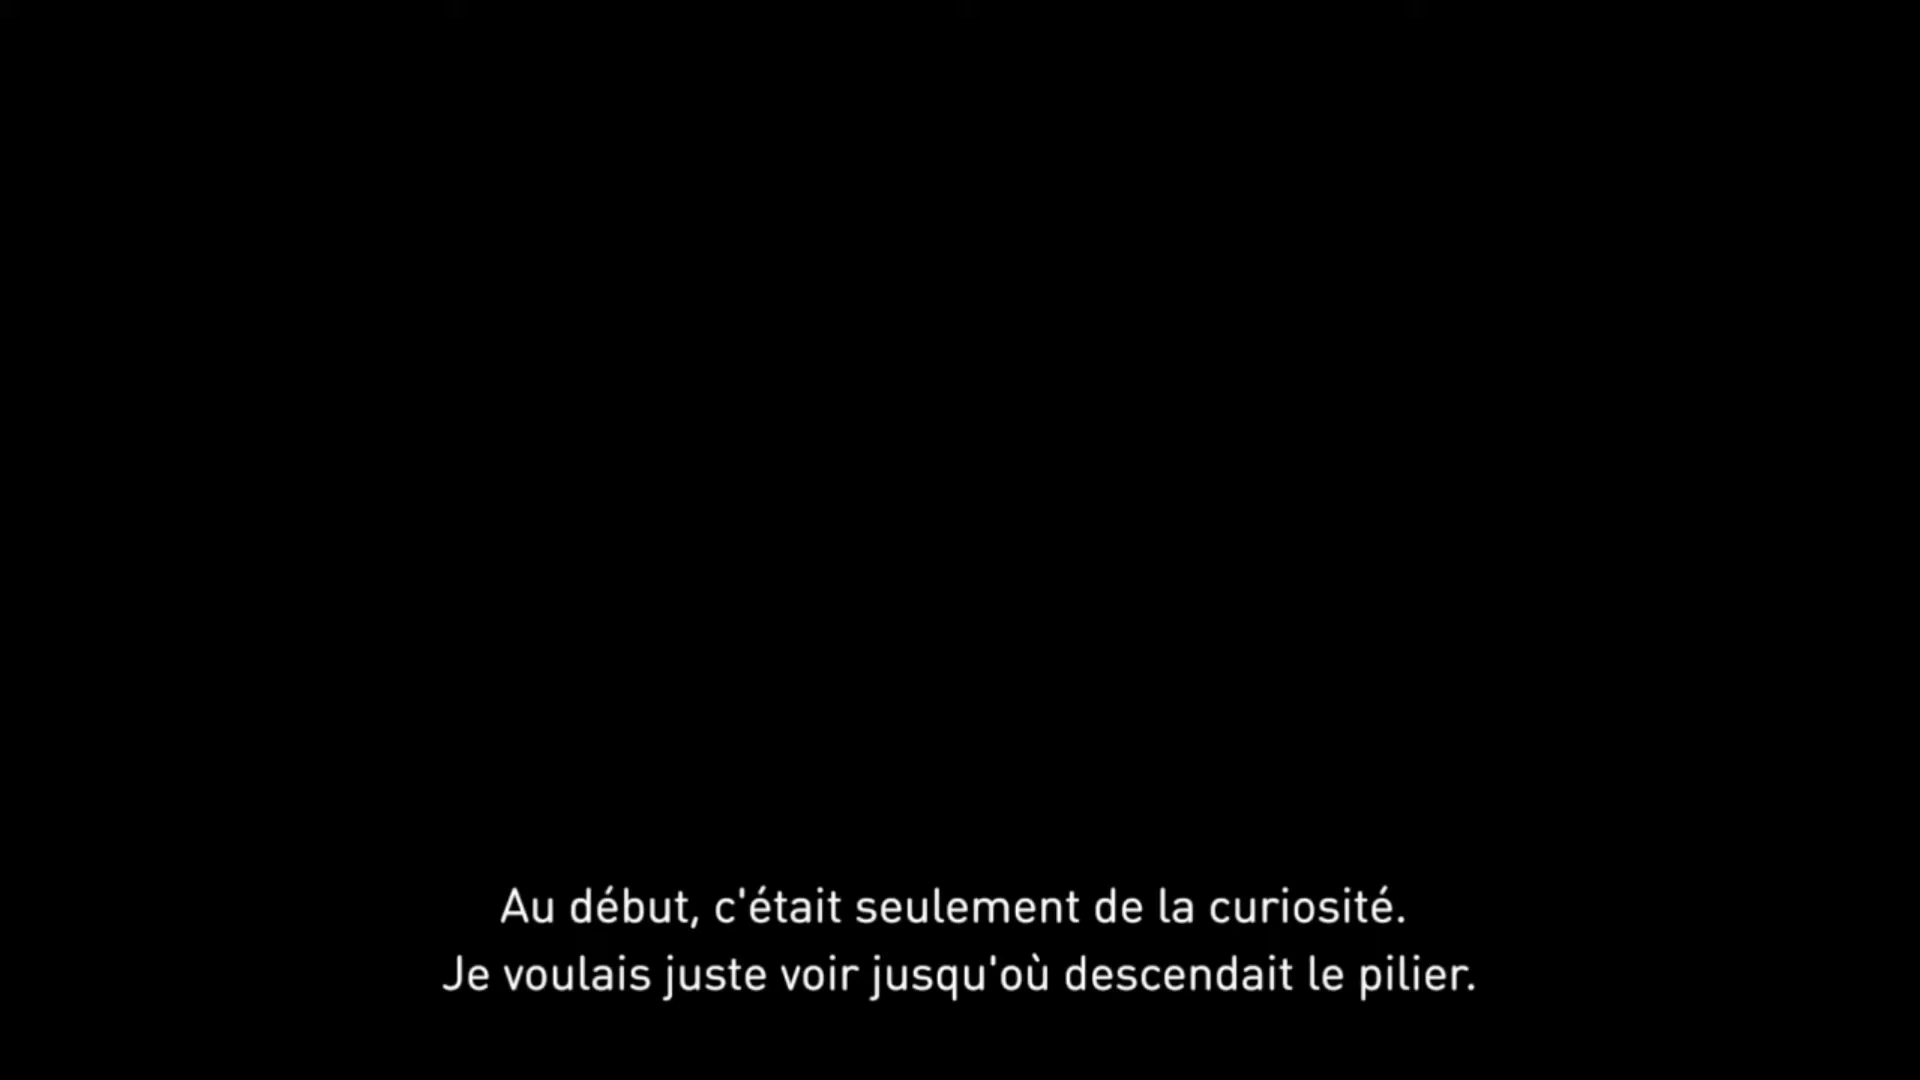 Au début, c'était seulement de la curiosité.
Je voulais juste voir jusqu'où descendait le pilier.